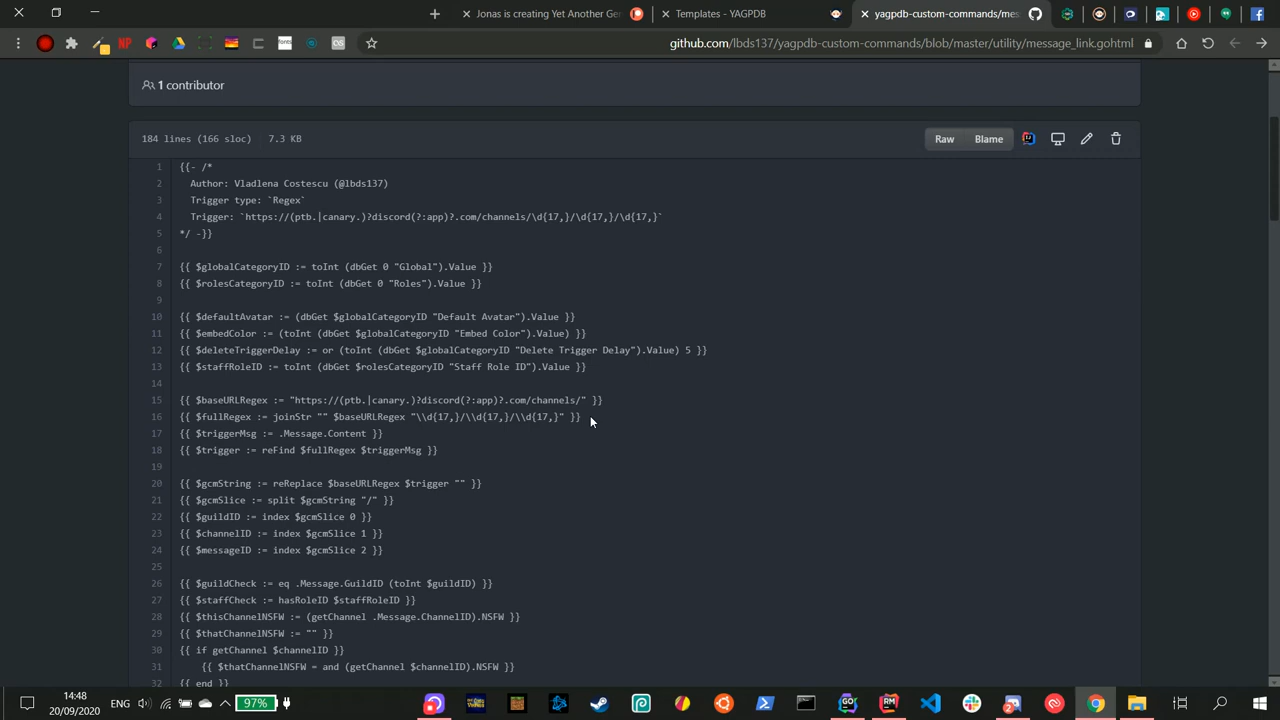 Jonas is creating Yet Another Ge
Templates - YAGPDB
yagpdb-custom-commands/mes
github.com/lbds137/yagpdb-custom-commands/blob/master/utility/message_link.gohtml
1 contributor
184 lines (166 sloc) 7.3 KB
Raw Blame
1 {{- /*
2 Author: Vladlena Costescu (@lbds137)
3 Trigger type: `Regex`
4 Trigger: `https://(ptb.|canary.)?discord(?:app)?.com/channels/\d{17,}/\d{17,}/\d{17,}`
5 */ -}}
6
7 {{ $globalCategoryID := toInt (dbGet 0 "Global").Value }}
8 {{ $rolesCategoryID := toInt (dbGet 0 "Roles").Value }}
9
10 {{ $defaultAvatar := (dbGet $globalCategoryID "Default Avatar").Value }}
11 {{ $embedColor := (toInt (dbGet $globalCategoryID "Embed Color").Value) }}
12 {{ $deleteTriggerDelay := or (toInt (dbGet $globalCategoryID "Delete Trigger Delay").Value) 5 }}
13 {{ $staffRoleID := toInt (dbGet $rolesCategoryID "Staff Role ID").Value }}
14
15 {{ $baseURLRegex := "https://(ptb.|canary.)?discord(?:app)?.com/channels/" }}
16 {{ $fullRegex := joinStr "" $baseURLRegex "\\d{17,}/\\d{17,}/\\d{17,}" }}
17 {{ $triggerMsg := .Message.Content }}
18 {{ $trigger := reFind $fullRegex $triggerMsg }}
19
20 {{ $gcmString := reReplace $baseURLRegex $trigger "" }}
21 {{ $gcmSlice := split $gcmString "/" }}
22 {{ $guildID := index $gcmSlice 0 }}
23 {{ $channelID := index $gcmSlice 1 }}
24 {{ $messageID := index $gcmSlice 2 }}
25
26 {{ $guildCheck := eq .Message.GuildID (toInt $guildID) }}
27 {{ $staffCheck := hasRoleID $staffRoleID }}
28 {{ $thisChannelNSFW := (getChannel .Message.ChannelID).NSFW }}
29 {{ $thatChannelNSFW := "" }}
30 {{ if getChannel $channelID }}
31 {{ $thatChannelNSFW = and (getChannel $channelID).NSFW }}
32 {{ end }}
14:48
20/09/2020
ENG
97%